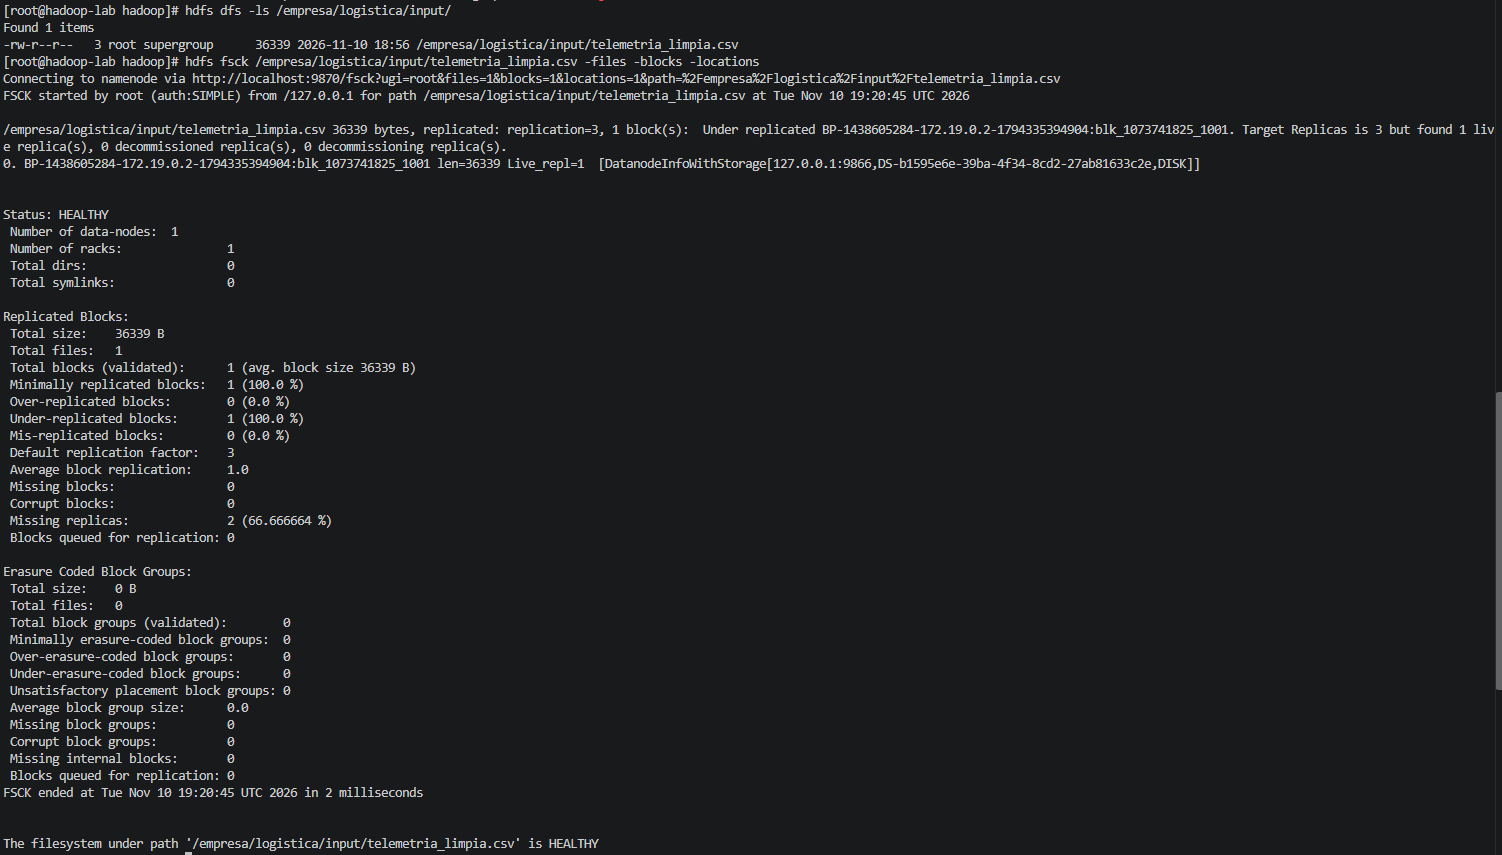 [root@hadoop-lab hadoop]# hdfs dfs -ls /empresa/logistica/input/
Found 1 items
-rw-r--r--   3 root supergroup      36339 2026-11-10 18:56 /empresa/logistica/input/telemetria_limpia.csv
[root@hadoop-lab hadoop]# hdfs fsck /empresa/logistica/input/telemetria_limpia.csv -files -blocks -locations
Connecting to namenode via http://localhost:9870/fsck?ugi=root&files=1&blocks=1&locations=1&path=%2Fempresa%2Flogistica%2Finput%2Ftelemetria_limpia.csv
FSCK started by root (auth:SIMPLE) from /127.0.0.1 for path /empresa/logistica/input/telemetria_limpia.csv at Tue Nov 10 19:20:45 UTC 2026

/empresa/logistica/input/telemetria_limpia.csv 36339 bytes, replicated: replication=3, 1 block(s):  Under replicated BP-1438605284-172.19.0.2-1794335394904:blk_1073741825_1001. Target Replicas is 3 but found 1 liv
e replica(s), 0 decommissioned replica(s), 0 decommissioning replica(s).
0. BP-1438605284-172.19.0.2-1794335394904:blk_1073741825_1001 len=36339 Live_repl=1  [DatanodeInfoWithStorage[127.0.0.1:9866,DS-b1595e6e-39ba-4f34-8cd2-27ab81633c2e,DISK]]

Status: HEALTHY
 Number of data-nodes:  1
 Number of racks:               1
 Total dirs:                    0
 Total symlinks:                0

Replicated Blocks:
 Total size:    36339 B
 Total files:   1
 Total blocks (validated):      1 (avg. block size 36339 B)
 Minimally replicated blocks:   1 (100.0 %)
 Over-replicated blocks:        0 (0.0 %)
 Under-replicated blocks:       1 (100.0 %)
 Mis-replicated blocks:         0 (0.0 %)
 Default replication factor:    3
 Average block replication:     1.0
 Missing blocks:                0
 Corrupt blocks:                0
 Missing replicas:              2 (66.666664 %)
 Blocks queued for replication: 0

Erasure Coded Block Groups:
 Total size:    0 B
 Total files:   0
 Total block groups (validated):        0
 Minimally erasure-coded block groups:  0
 Over-erasure-coded block groups:       0
 Under-erasure-coded block groups:      0
 Unsatisfactory placement block groups: 0
 Average block group size:      0.0
 Missing block groups:          0
 Corrupt block groups:          0
 Missing internal blocks:       0
 Blocks queued for replication: 0
FSCK ended at Tue Nov 10 19:20:45 UTC 2026 in 2 milliseconds

The filesystem under path '/empresa/logistica/input/telemetria_limpia.csv' is HEALTHY